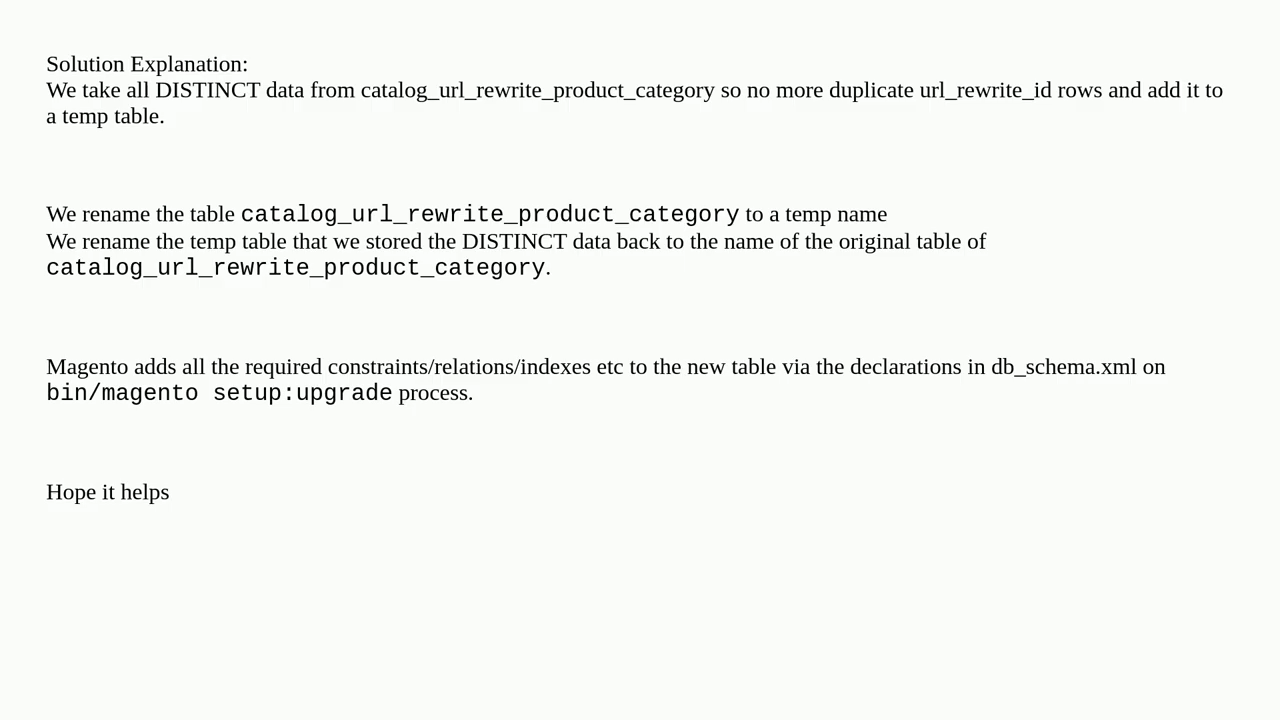 Solution Explanation:
We take all DISTINCT data from catalog_url_rewrite_product_category so no more duplicate url_rewrite_id rows and add it to
a temp table.
We rename the table catalog_url_rewrite_product_category to a temp name
We rename the temp table that we stored the DISTINCT data back to the name of the original table of
catalog_url_rewrite_product_category.
Magento adds all the required constraints/relations/indexes etc to the new table via the declarations in db_schema.xml on
bin/magento setup:upgrade process.
Hope it helps